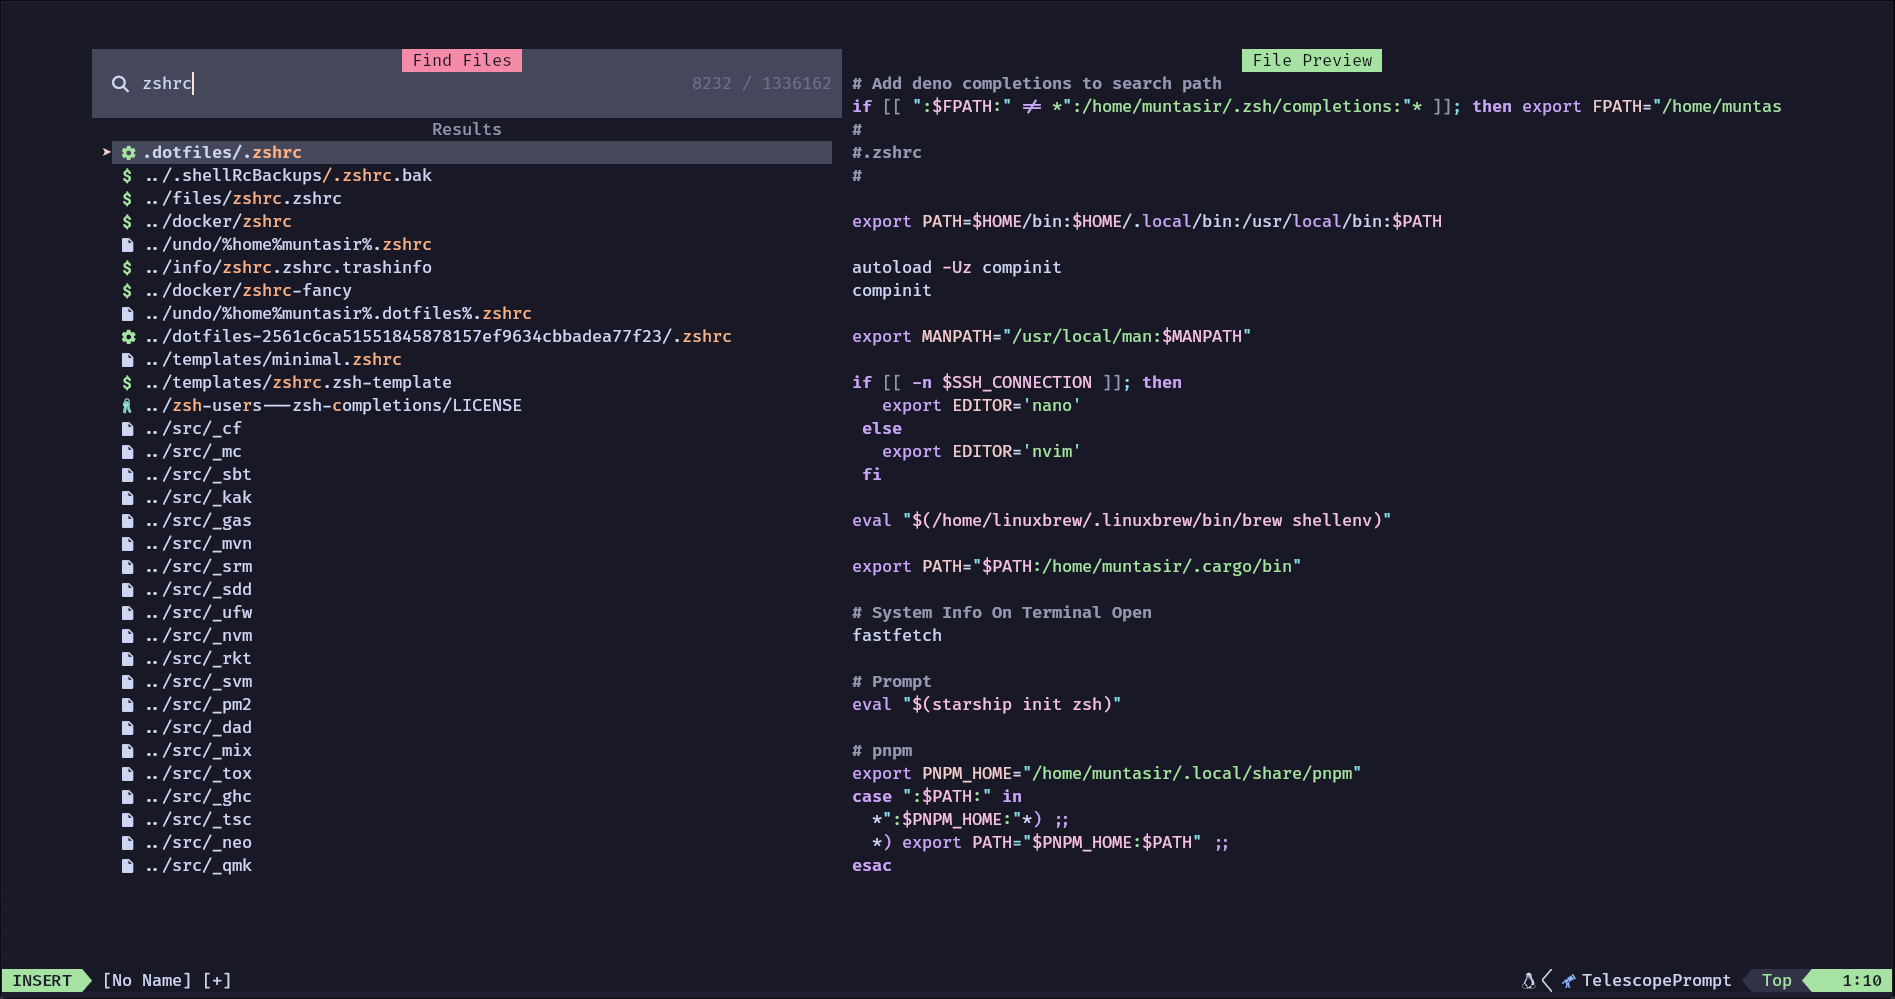 Find Files
zshrc 8232 / 1336162
Results
.dotfiles/.zshrc
../.shellRcBackups/.zshrc.bak
../files/zshrc.zshrc
../docker/zshrc
../undo/%home%muntasir%.zshrc
../info/zshrc.zshrc.trashinfo
../docker/zshrc-fancy
../undo/%home%muntasir%.dotfiles%.zshrc
../dotfiles-2561c6ca51551845878157ef9634cbbadea77f23/.zshrc
../templates/minimal.zshrc
../templates/zshrc.zsh-template
../zsh-users---zsh-completions/LICENSE
../src/_cf
../src/_mc
../src/_sbt
../src/_kak
../src/_gas
../src/_mvn
../src/_srm
../src/_sdd
../src/_ufw
../src/_nvm
../src/_rkt
../src/_svm
../src/_pm2
../src/_dad
../src/_mix
../src/_tox
../src/_ghc
../src/_tsc
../src/_neo
../src/_qmk
File Preview
# Add deno completions to search path
if [[ ":$FPATH:" != *":/home/muntasir/.zsh/completions:"* ]]; then export FPATH="/home/muntas
#
#.zshrc
#
export PATH=$HOME/bin:$HOME/.local/bin:/usr/local/bin:$PATH
autoload -Uz compinit
compinit
export MANPATH="/usr/local/man:$MANPATH"
if [[ -n $SSH_CONNECTION ]]; then
export EDITOR='nano'
else
export EDITOR='nvim'
fi
eval "$(/home/linuxbrew/.linuxbrew/bin/brew shellenv)"
export PATH="$PATH:/home/muntasir/.cargo/bin"
# System Info On Terminal Open
fastfetch
# Prompt
eval "$(starship init zsh)"
# pnpm
export PNPM_HOME="/home/muntasir/.local/share/pnpm"
case ":$PATH:" in
*":$PNPM_HOME:"*) ;;
*) export PATH="$PNPM_HOME:$PATH" ;;
esac
INSERT [No Name] [+] TelescopePrompt Top 1:10